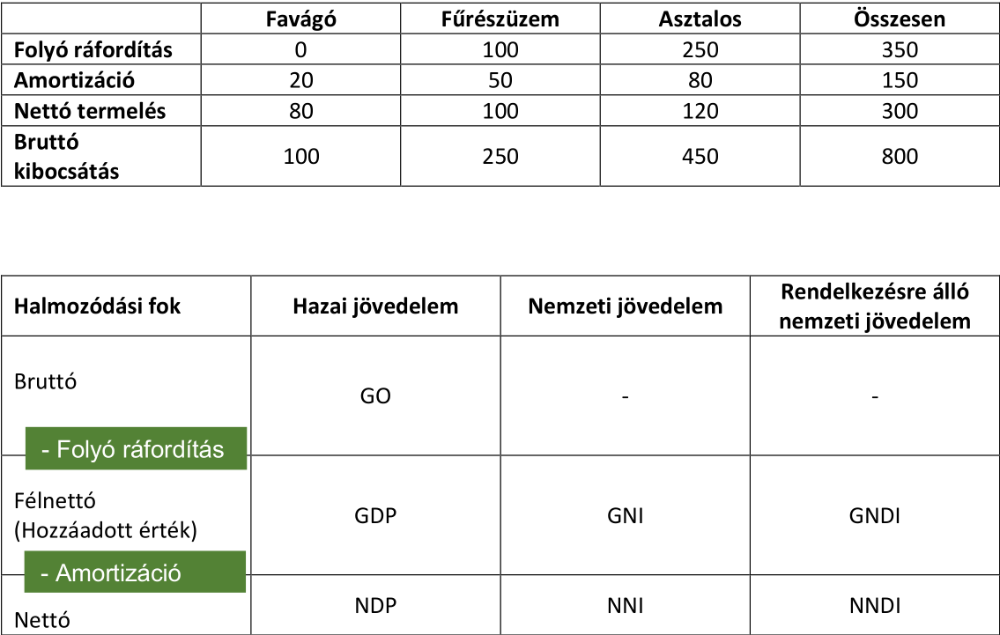 Favágó Fűrészüzem Asztalos Összesen
Folyó ráfordítás 0 100 250 350
Amortizáció 20 50 80 150
Nettó termelés 80 100 120 300
Bruttó
kibocsátás 100 250 450 800
Halmozódási fok Hazai jövedelem Nemzeti jövedelem Rendelkezésre álló
nemzeti jövedelem
Bruttó
GO - -
- Folyó ráfordítás
Félnettó
(Hozzáadott érték) GDP GNI GNDI
- Amortizáció
Nettó NDP NNI NNDI